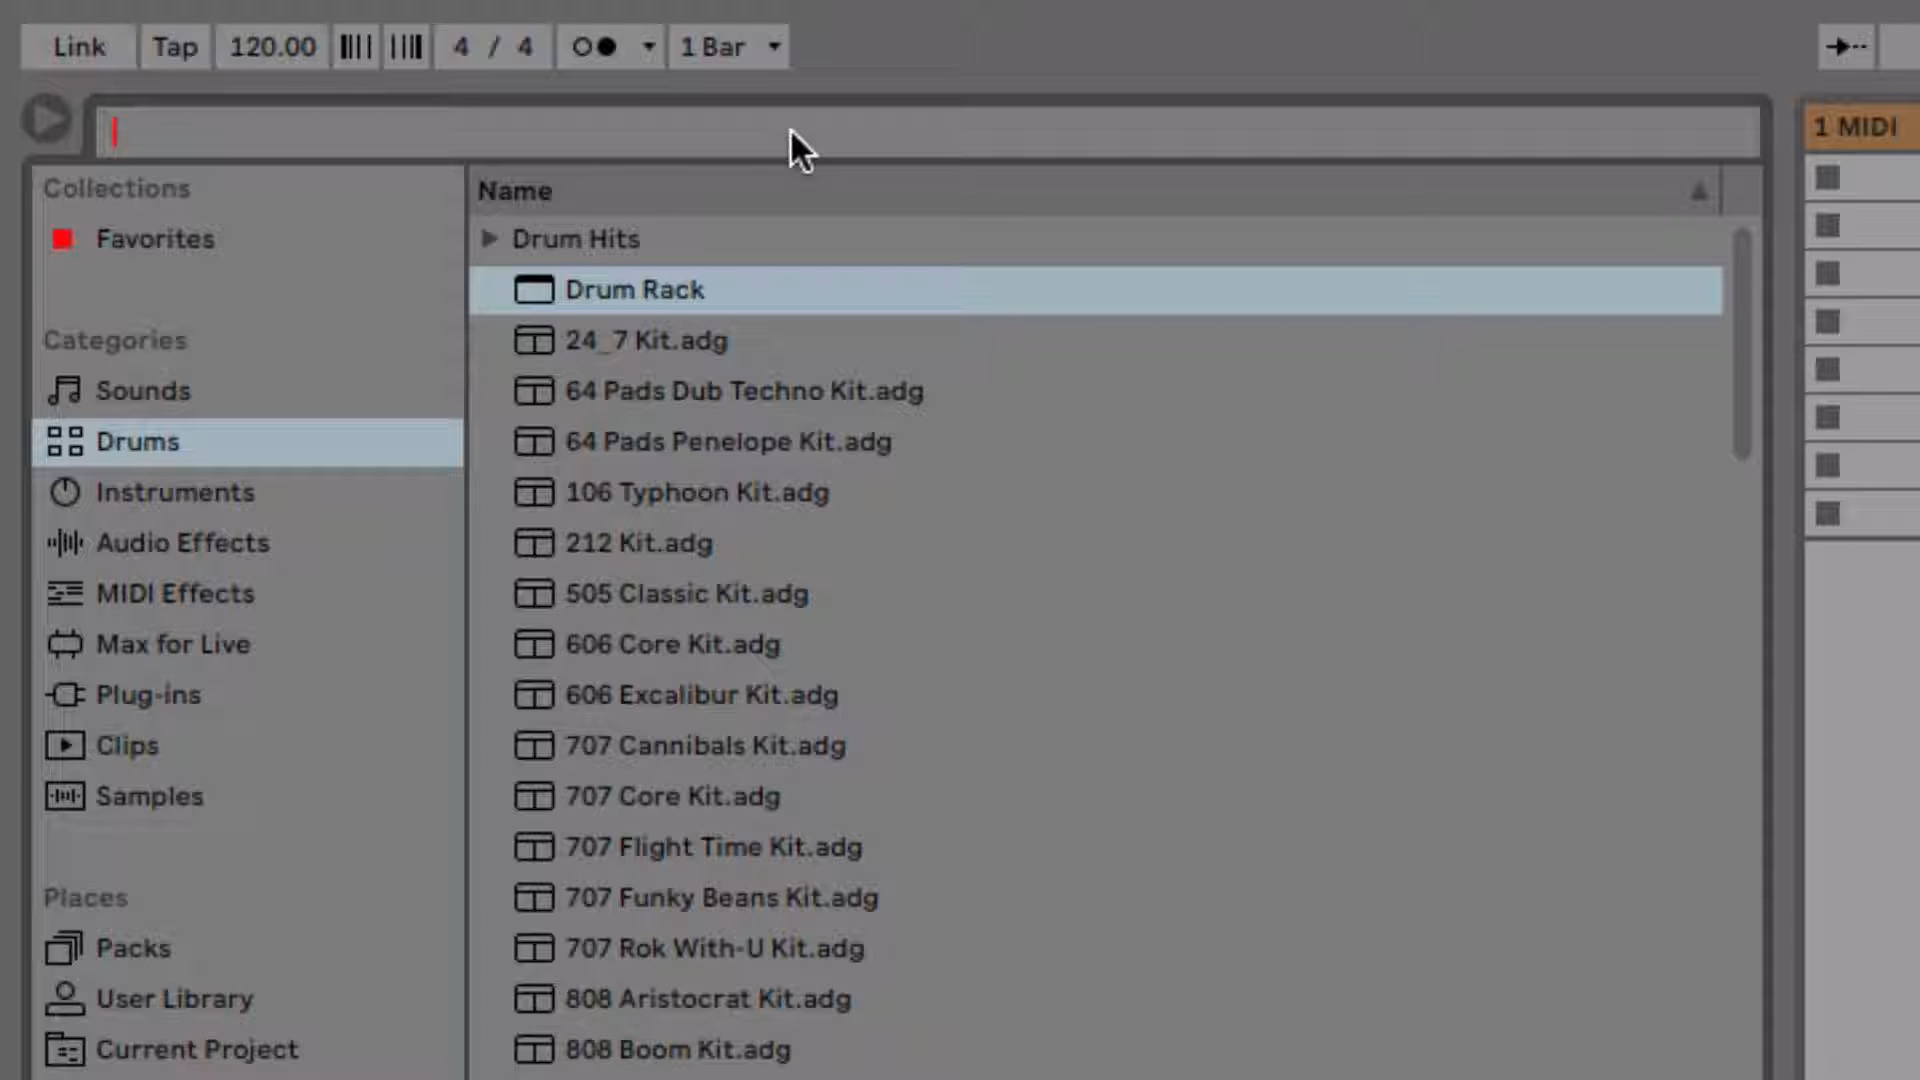 Link Tap 120.00 4 / 4 1 Bar
1 MIDI
Collections
Favorites
Categories
Sounds
Drums
Instruments
Audio Effects
MIDI Effects
Max for Live
Plug-ins
Clips
Samples
Places
Packs
User Library
Current Project
Name
Drum Hits
Drum Rack
24_7 Kit.adg
64 Pads Dub Techno Kit.adg
64 Pads Penelope Kit.adg
106 Typhoon Kit.adg
212 Kit.adg
505 Classic Kit.adg
606 Core Kit.adg
606 Excalibur Kit.adg
707 Cannibals Kit.adg
707 Core Kit.adg
707 Flight Time Kit.adg
707 Funky Beans Kit.adg
707 Rok With-U Kit.adg
808 Aristocrat Kit.adg
808 Boom Kit.adg